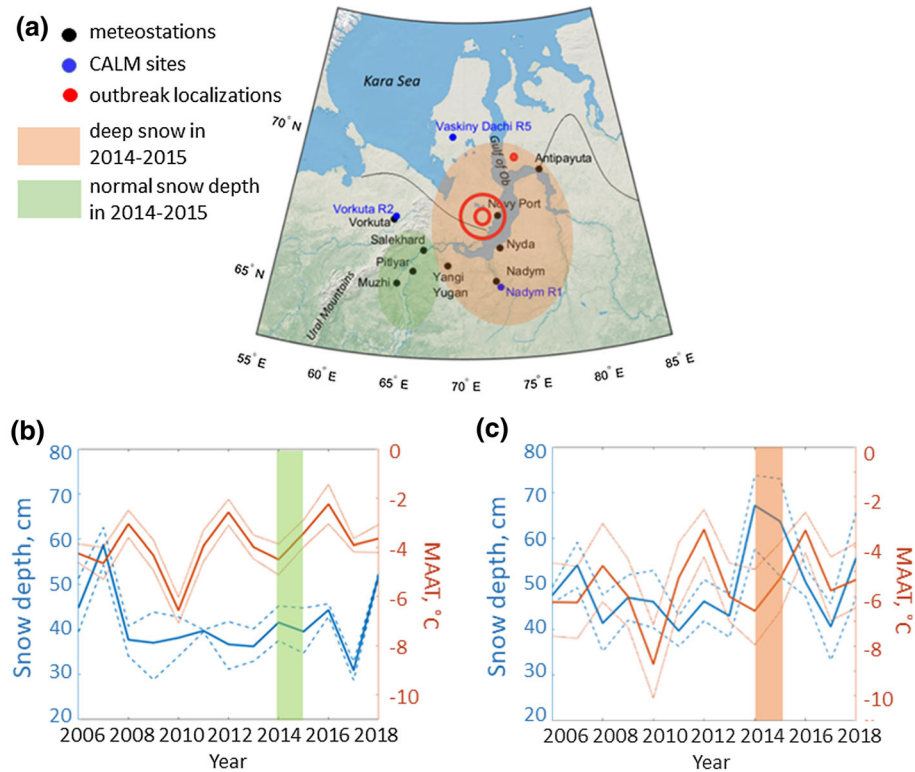 (a)
meteostations
CALM sites
outbreak localizations
deep snow in
2014-2015
normal snow depth
in 2014-2015
Kara Sea
70° N
65° N
Vaskiny Dachi R5
Gulf of Ob
Antipayuta
Novy Port
Vorkuta R2
Vorkuta
Salekhard
Nyda
Pitlyar
Yangi
Yugan
Nadym
Muzhi
Nadym R1
Ural Mountains
55° E
60° E
65° E
70° E
75° E
80° E
85° E
(b)
80
70
60
50
40
30
20
Snow depth, cm
0
-2
-4
-6
-8
-10
MAAT, °C
2006 2008 2010 2012 2014 2016 2018
Year
(c)
80
70
60
50
40
30
20
Snow depth, cm
0
-2
-4
-6
-8
-10
MAAT, °C
2006 2008 2010 2012 2014 2016 2018
Year